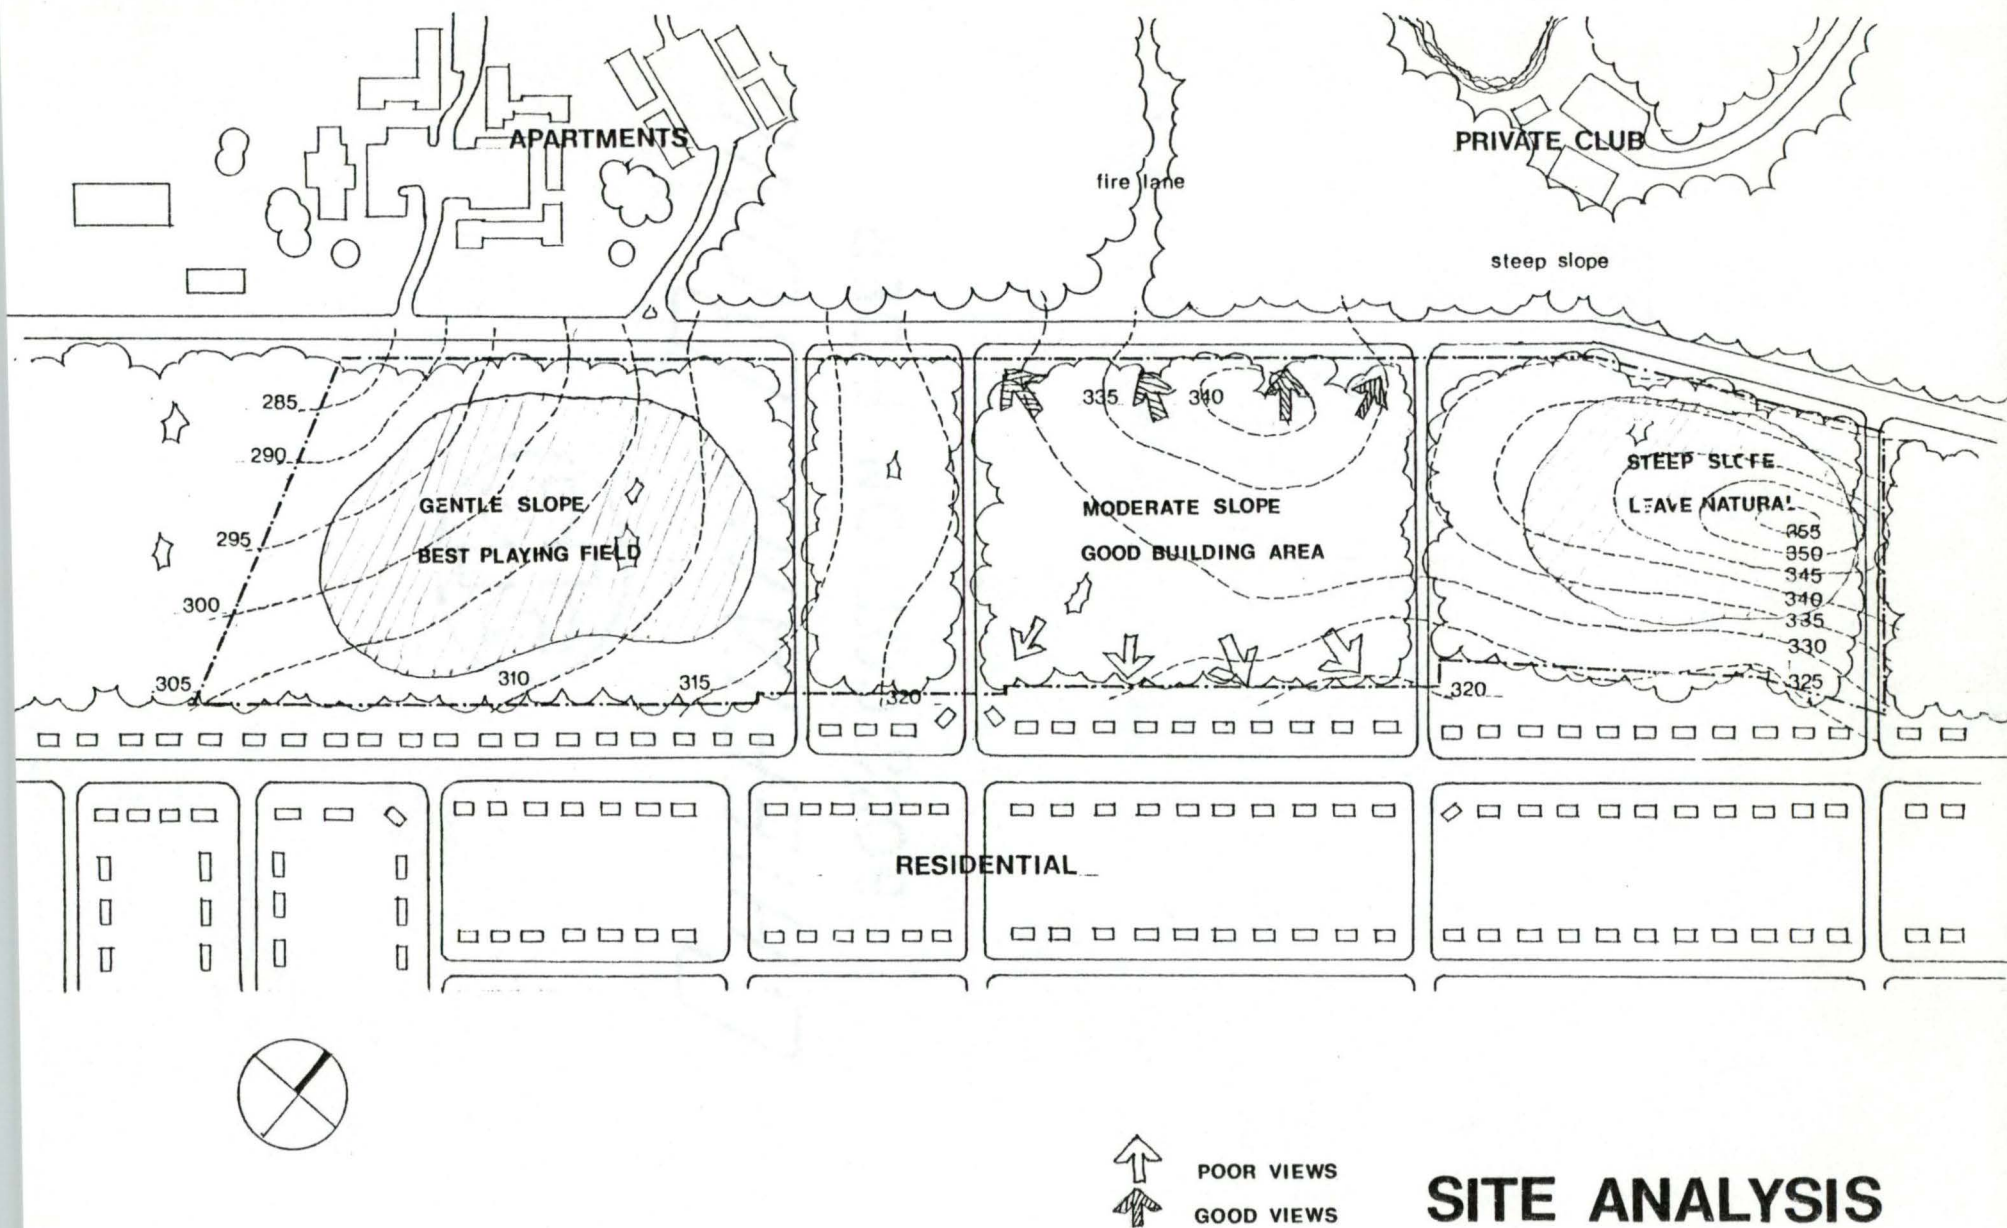 APARTMENTS
PRIVATE CLUB
fire lane
steep slope
285
335
340
290
STEEP SLOPE
GENTLE SLOPE
MODERATE SLOPE
LEAVE NATURAL
295
BEST PLAYING FIELD
GOOD BUILDING AREA
355
350
345
300
340
335
330
305
310
315
320
320
325
RESIDENTIAL
POOR VIEWS
GOOD VIEWS
SITE ANALYSIS